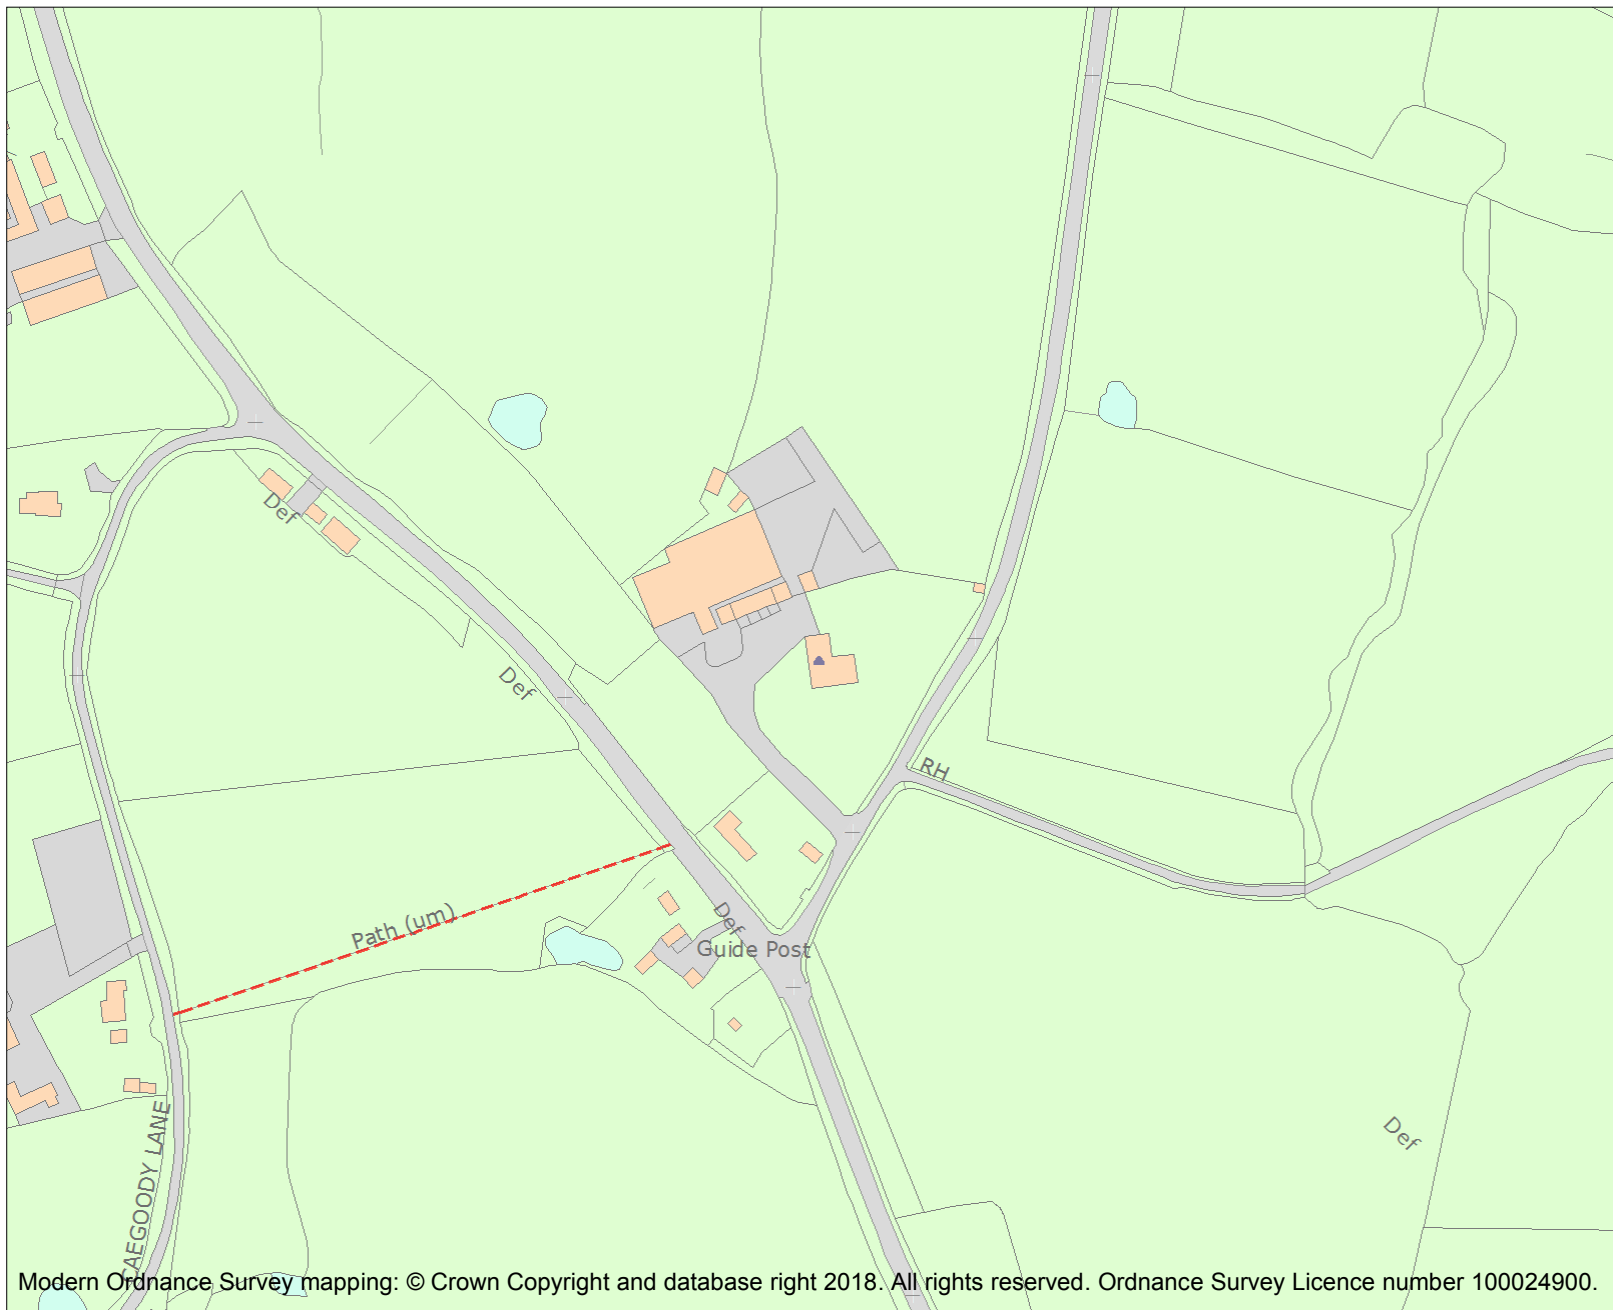 Def
Def
RH
Path (um)
Def
Guide Post
Def
CAEGOODY LANE
Modern Ordnance Survey mapping: © Crown Copyright and database right 2018. All rights reserved. Ordnance Survey Licence number 100024900.